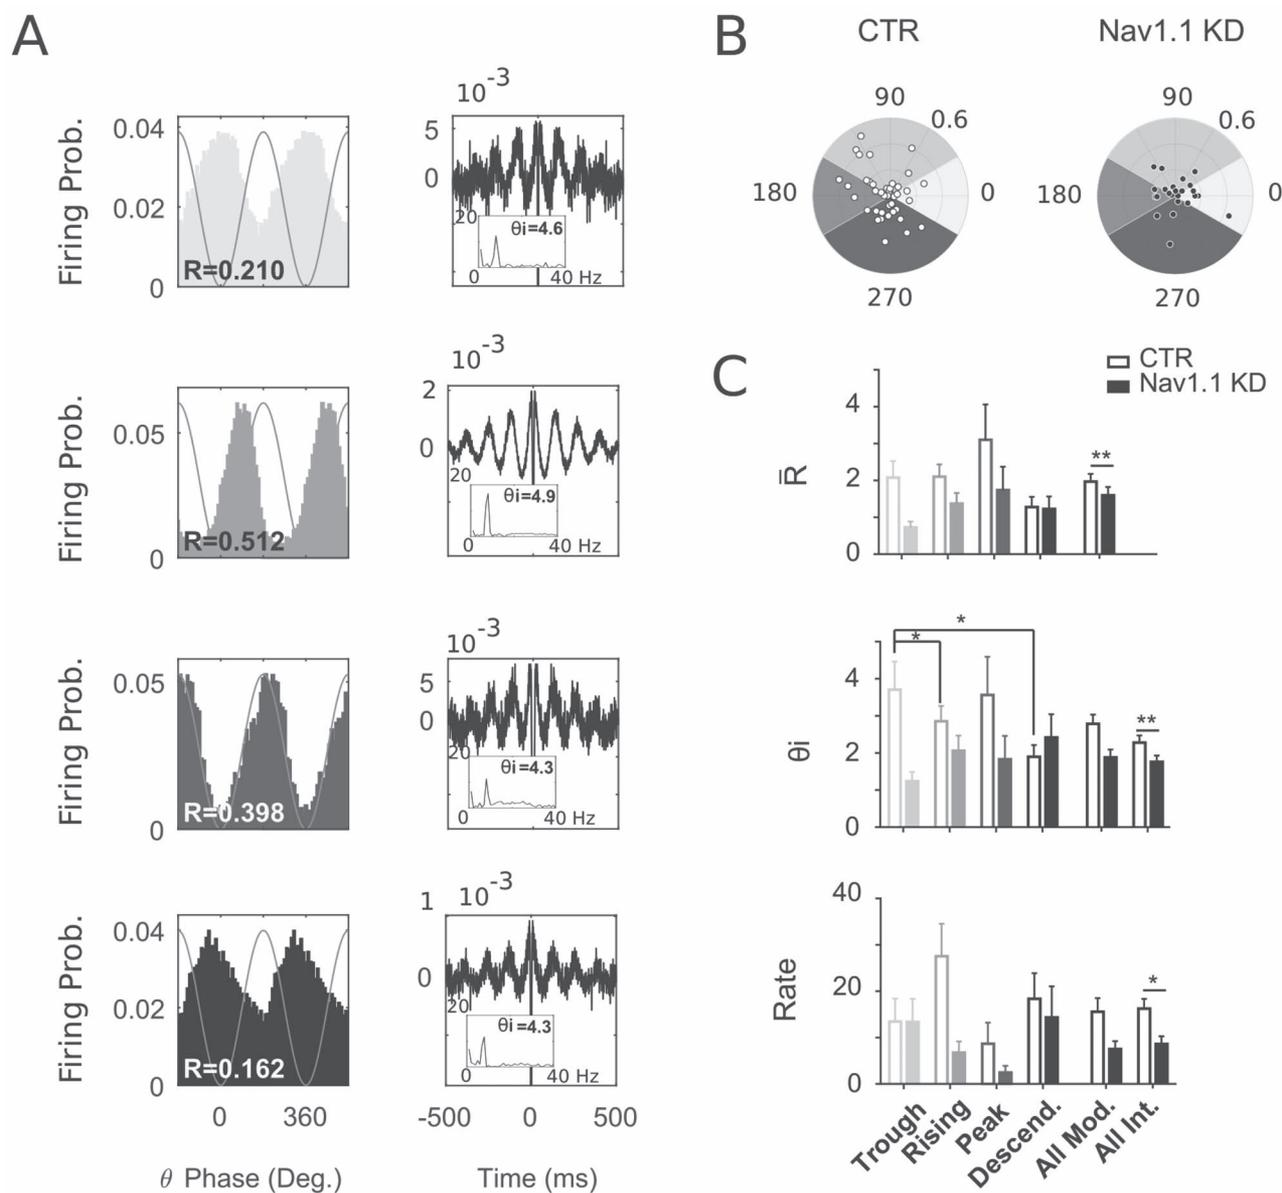 A
Firing Prob.
0.04
0.02
0
R=0.210
10-3
5
0
20
θi=4.6
0
40 Hz
Firing Prob.
0.05
0
R=0.512
10-3
2
0
20
θi=4.9
0
40 Hz
Firing Prob.
0.05
0
R=0.398
10-3
5
0
20
θi=4.3
0
40 Hz
Firing Prob.
0.04
0.02
0
R=0.162
0
360
θ Phase (Deg.)
1
10-3
0
20
θi=4.3
0
40 Hz
-500
0
500
Time (ms)
B
CTR
90
0.6
180
0
270
Nav1.1 KD
90
0.6
180
0
270
C
CTR
Nav1.1 KD
R̄
4
2
0
**
θi
4
2
0
*
*
**
Rate
40
20
0
*
Trough
Rising
Peak
Descend.
All Mod.
All Int.